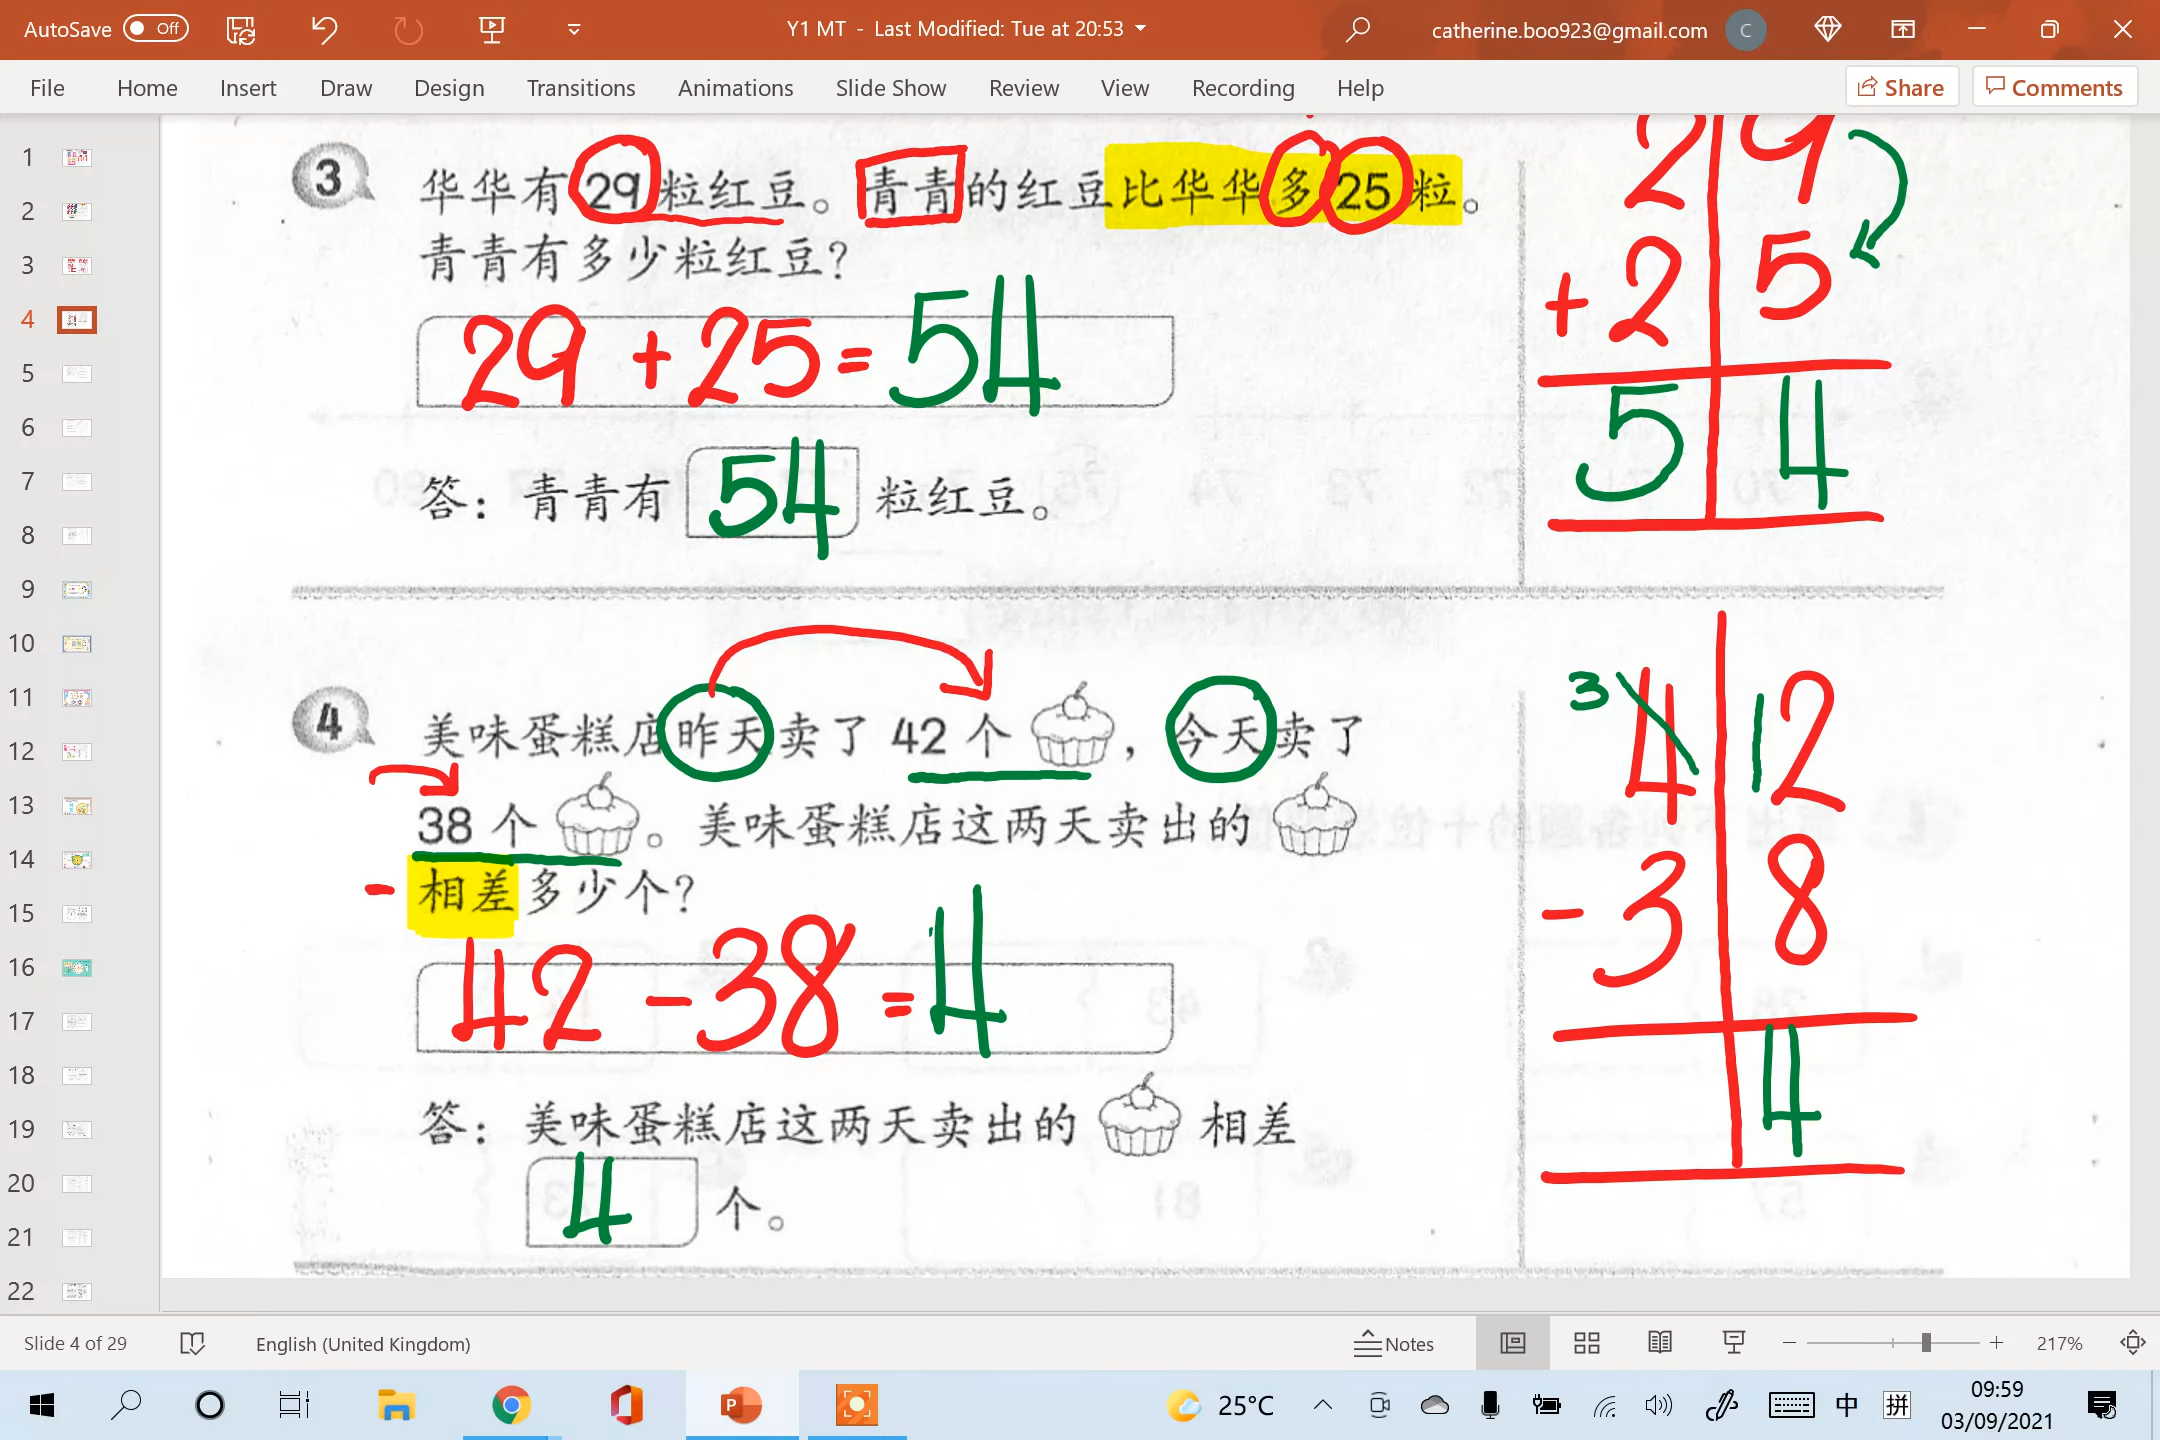 AutoSave Off Y1 MT - Last Modified: Tue at 20:53 catherine.boo923@gmail.com C
File Home Insert Draw Design Transitions Animations Slide Show Review View Recording Help Share Comments
1
2
3
4
5
6
7
8
9
10
11
12
13
14
15
16
17
18
19
20
21
22
3 华华有29粒红豆。青青的红豆比华华多25粒。
青青有多少粒红豆?
29 + 25 = 54
答：青青有 54 粒红豆。
29
+ 25
54
4 美味蛋糕店昨天卖了 42 个，今天卖了
38 个。美味蛋糕店这两天卖出的
- 相差多少个?
42 - 38 = 4
答：美味蛋糕店这两天卖出的相差
4 个。
3
4 12
- 3 8
4
Slide 4 of 29 English (United Kingdom) Notes 217%
P 25°C 中 拼 09:59
03/09/2021